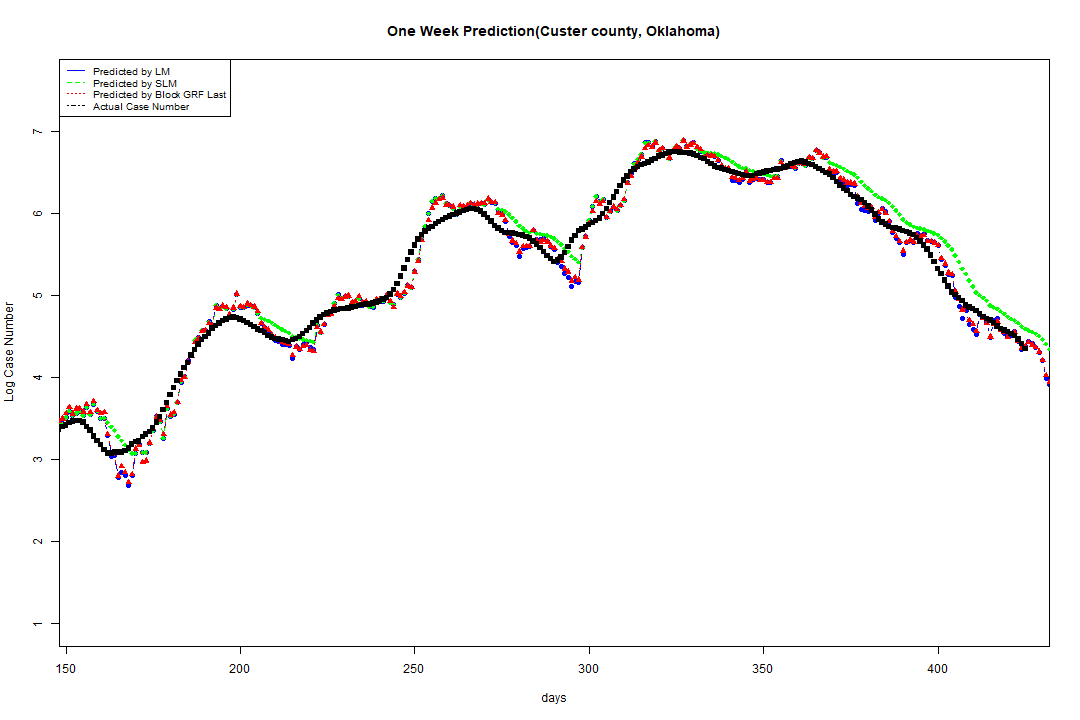 One Week Prediction(Custer county, Oklahoma)
Predicted by LM
Predicted by SLM
Predicted by Block GRF Last
Actual Case Number
7
6
5
4
3
2
1
Log Case Number
150 200 250 300 350 400
days